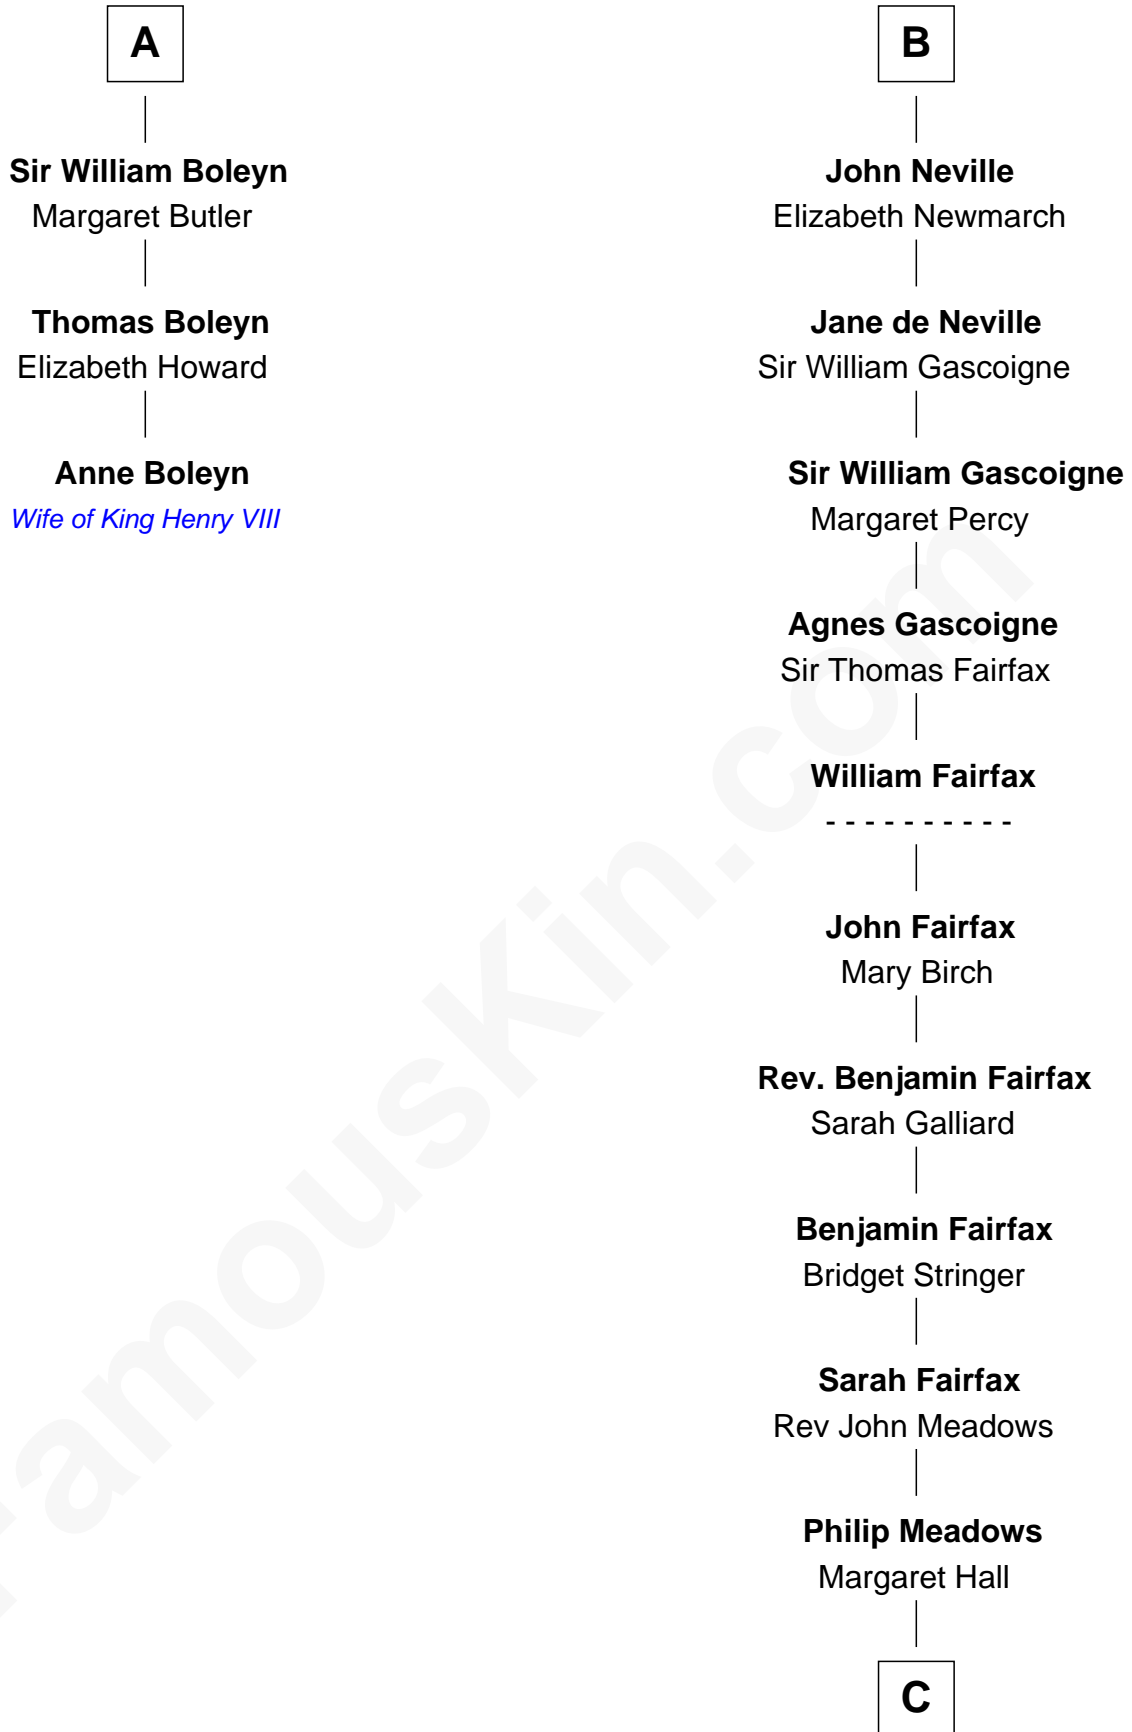 A
Sir William Boleyn
Margaret Butler
Thomas Boleyn
Elizabeth Howard
Anne Boleyn
Wife of King Henry VIII
B
John Neville
Elizabeth Newmarch
Jane de Neville
Sir William Gascoigne
Sir William Gascoigne
Margaret Percy
Agnes Gascoigne
Sir Thomas Fairfax
William Fairfax
- - - - - - - - - -
John Fairfax
Mary Birch
Rev. Benjamin Fairfax
Sarah Galliard
Benjamin Fairfax
Bridget Stringer
Sarah Fairfax
Rev John Meadows
Philip Meadows
Margaret Hall
C
FamousKin.com